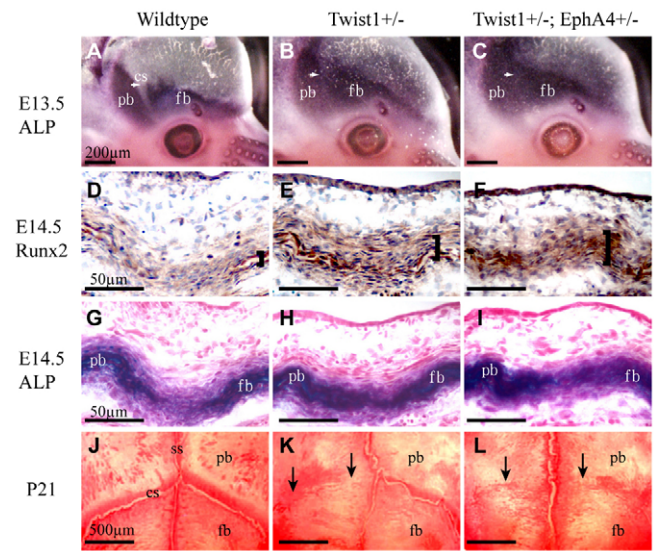 Wildtype Twist1+/- Twist1+/-; EphA4+/-
E13.5
ALP
A cs pb fb 200µm
B pb fb
C pb fb
E14.5
Runx2
D 50µm
E
F
E14.5
ALP
G pb fb 50µm
H pb fb
I pb fb
P21
J ss pb cs fb 500µm
K pb fb
L pb fb